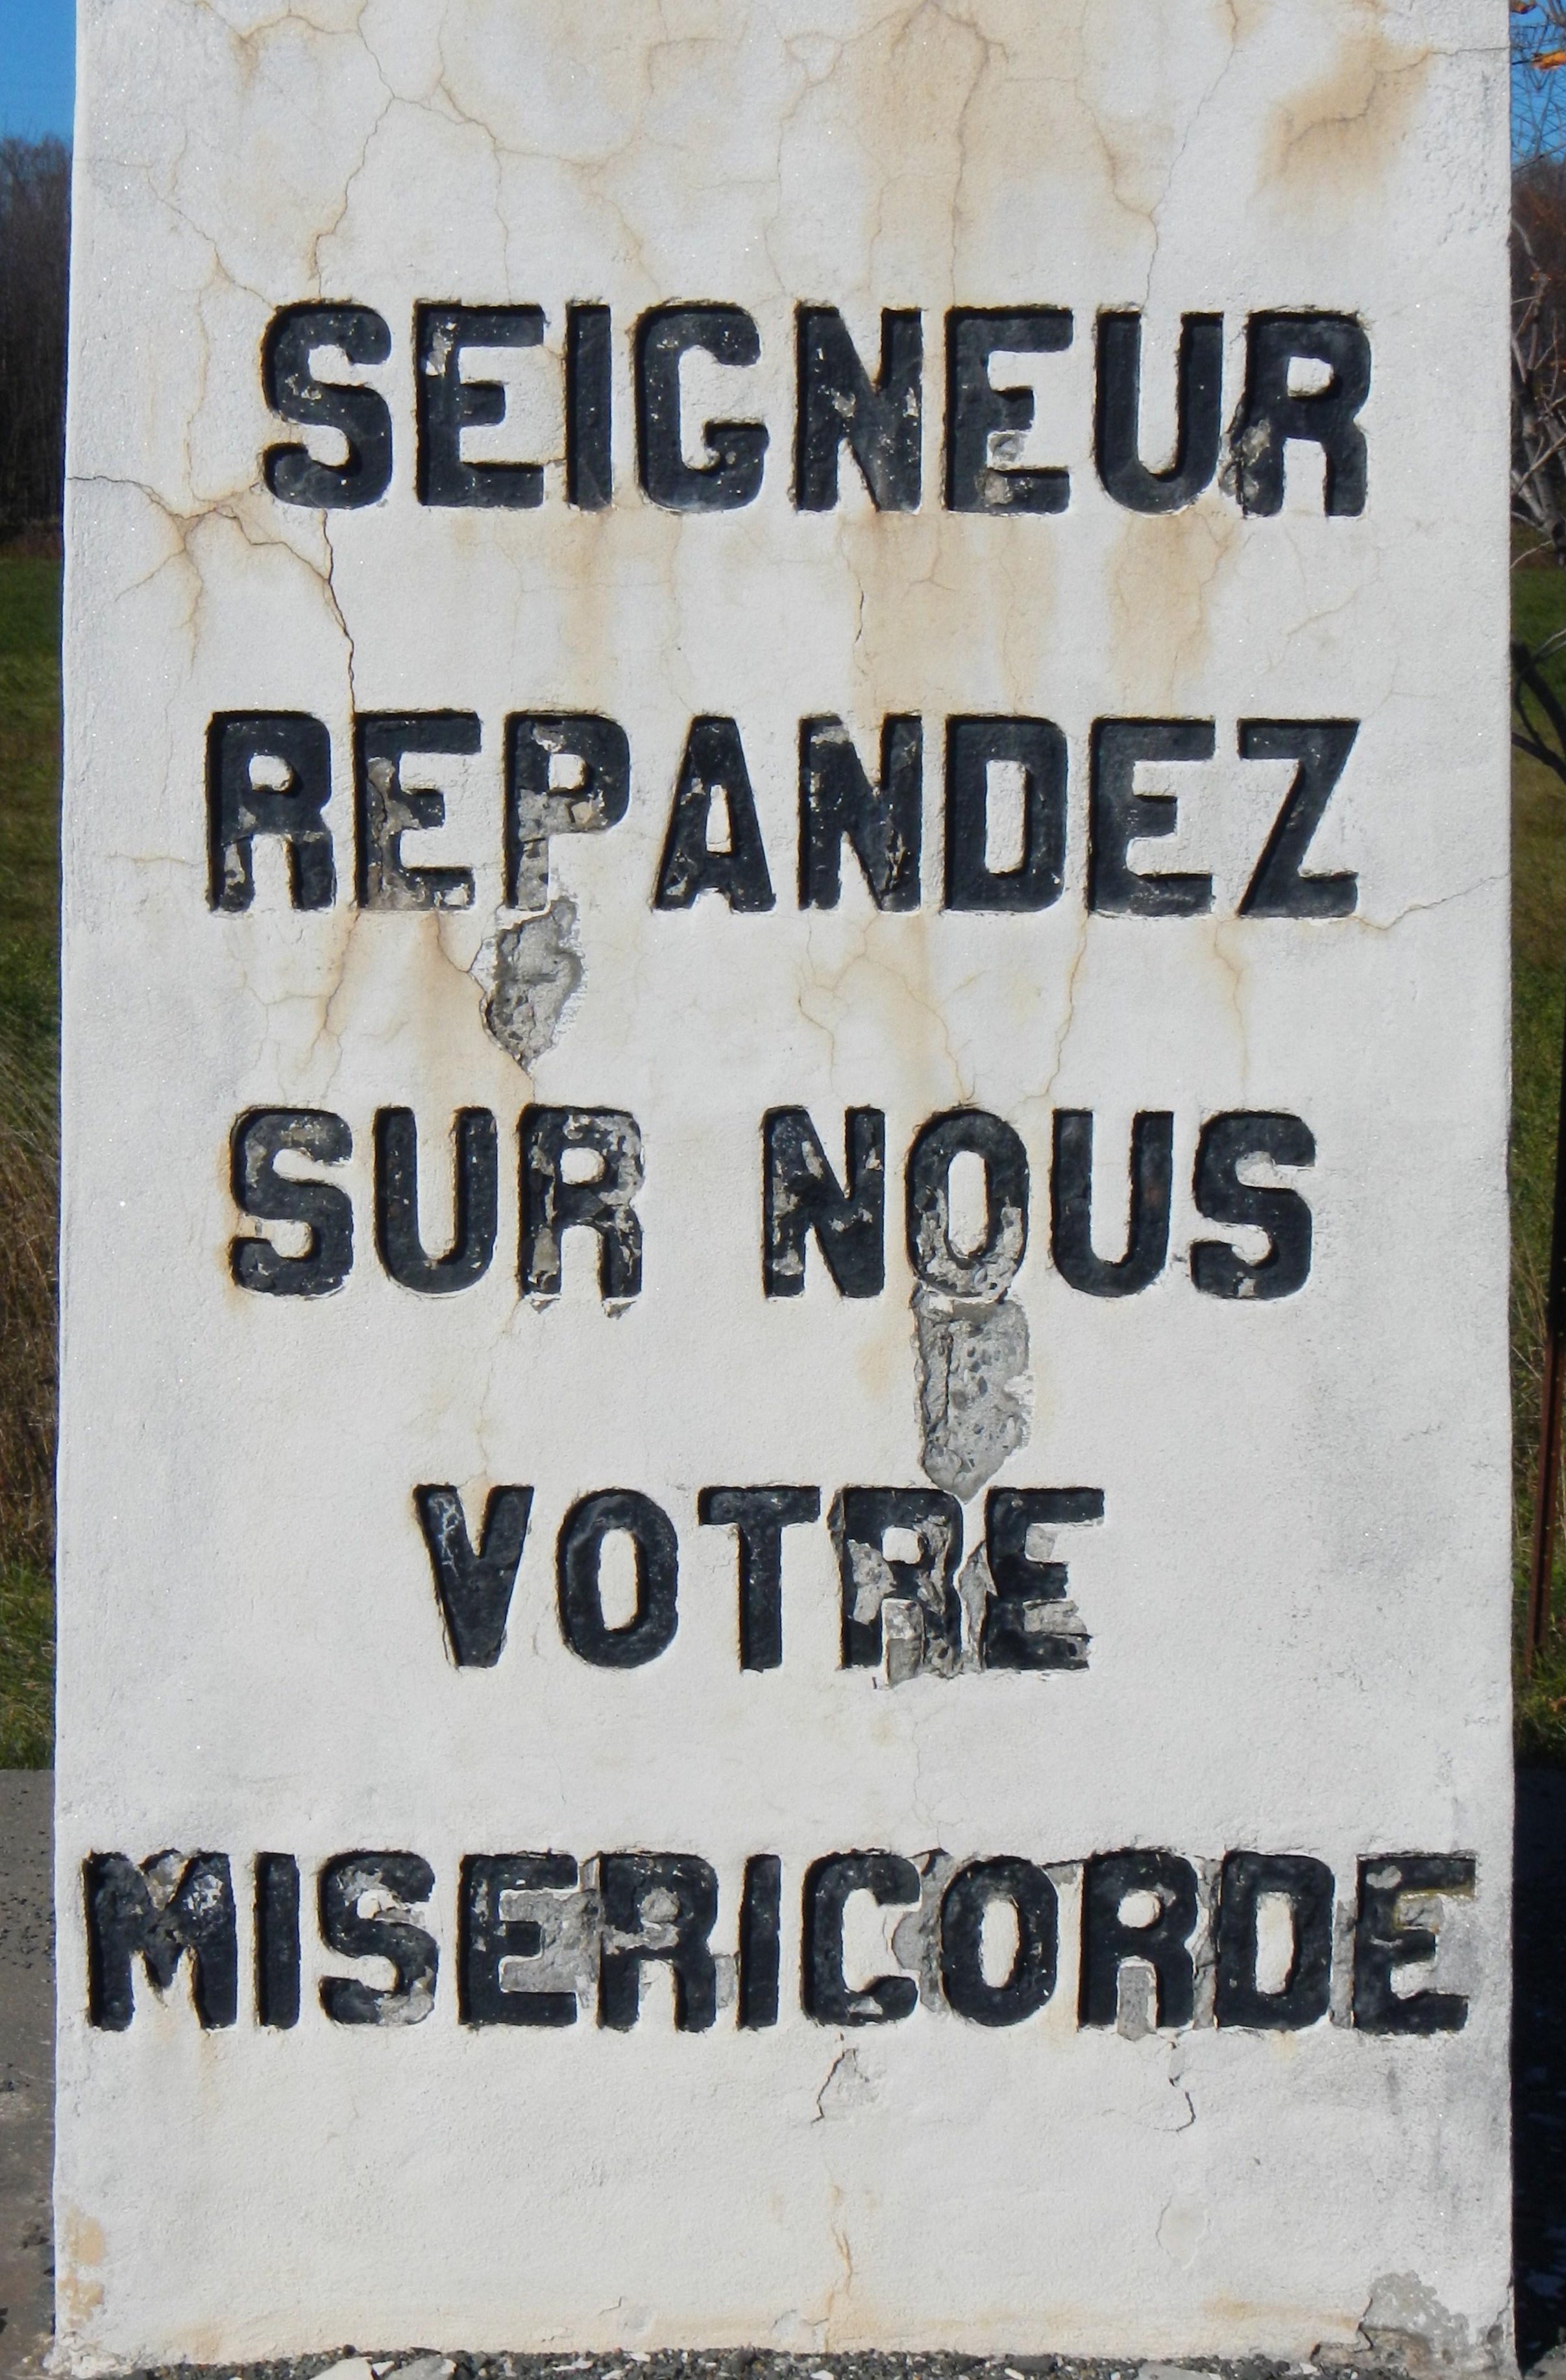 SEIGNEUR
REPANDEZ
SUR NOUS
VOTRE
MISERICORDE